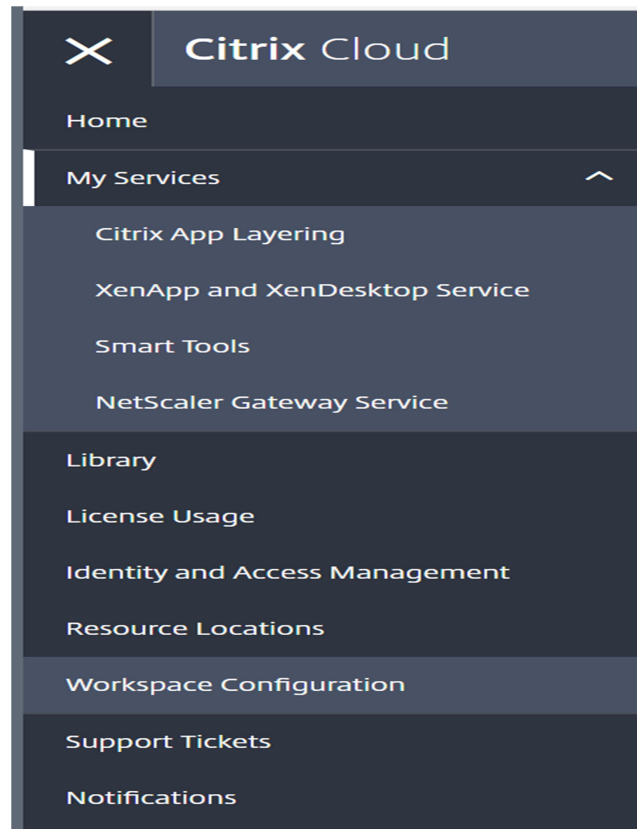 Citrix Cloud
Home
My Services
Citrix App Layering
XenApp and XenDesktop Service
Smart Tools
NetScaler Gateway Service
Library
License Usage
Identity and Access Management
Resource Locations
Workspace Configuration
Support Tickets
Notifications